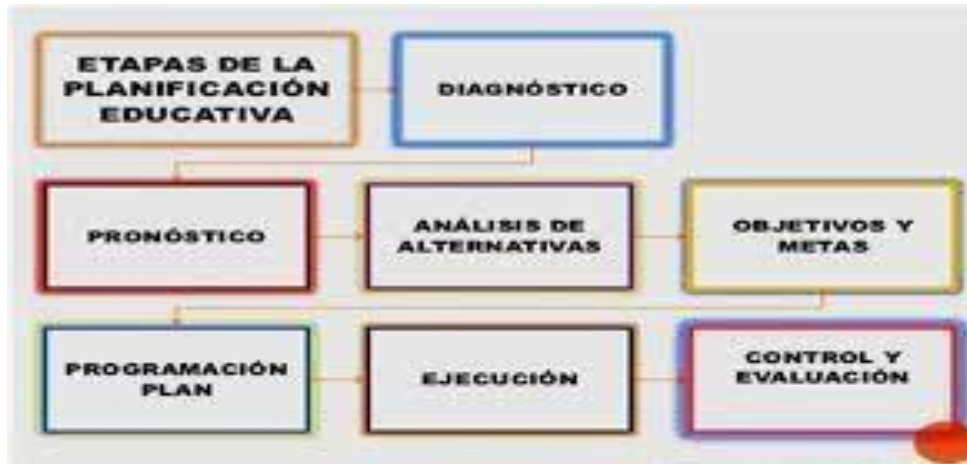 ETAPAS DE LA
PLANIFICACIÓN
EDUCATIVA
DIAGNÓSTICO
PRONÓSTICO
ANÁLISIS DE
ALTERNATIVAS
OBJETIVOS Y
METAS
PROGRAMACIÓN
PLAN
EJECUCIÓN
CONTROL Y
EVALUACIÓN